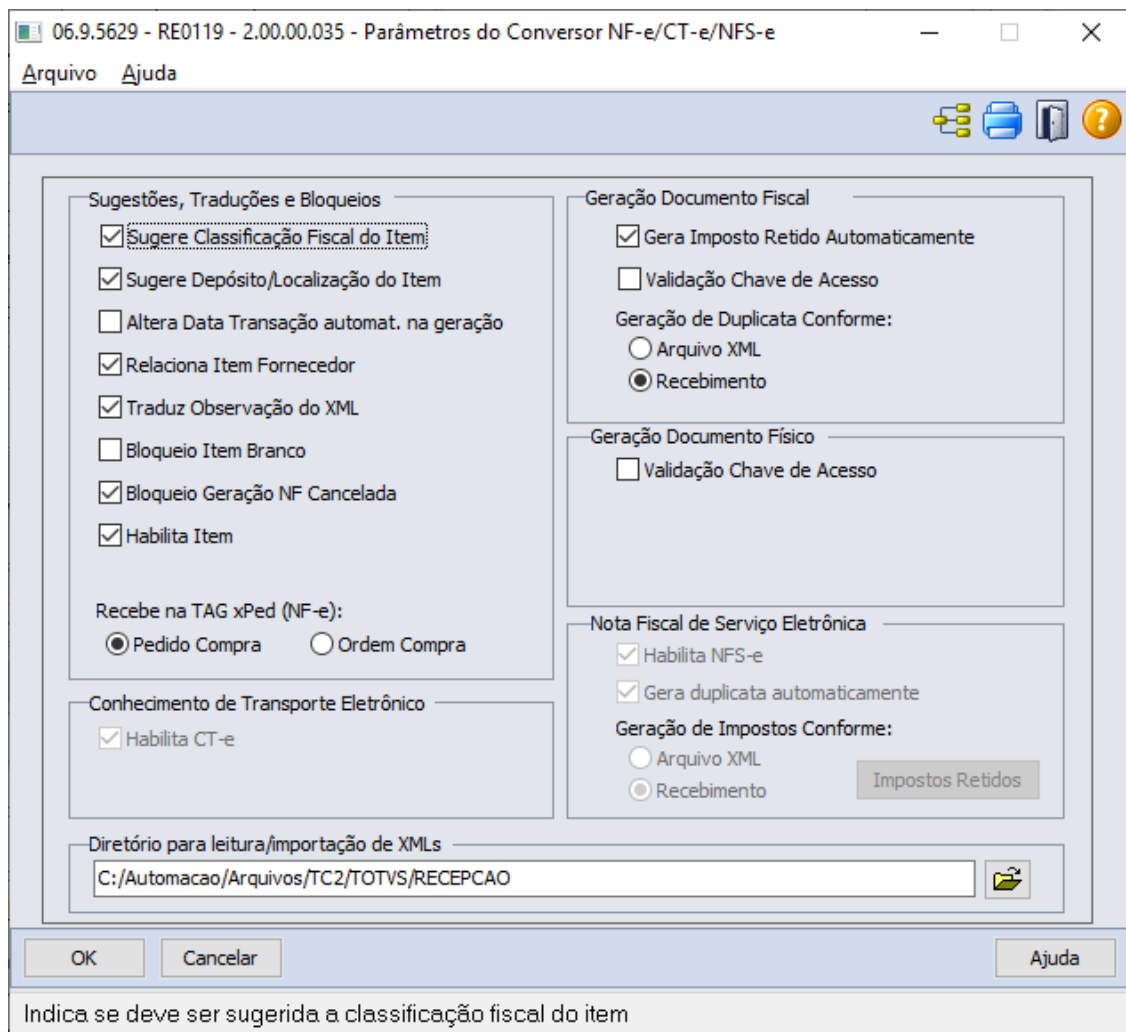 06.9.5629 - RE0119 - 2.00.00.035 - Parâmetros do Conversor NF-e/CT-e/NFS-e
Arquivo Ajuda
Sugestões, Traduções e Bloqueios
Sugere Classificação Fiscal do Item
Sugere Depósito/Localização do Item
Altera Data Transação automat. na geração
Relaciona Item Fornecedor
Traduz Observação do XML
Bloqueio Item Branco
Bloqueio Geração NF Cancelada
Habilita Item
Recebe na TAG xPed (NF-e):
Pedido Compra Ordem Compra
Conhecimento de Transporte Eletrônico
Habilita CT-e
Geração Documento Fiscal
Gera Imposto Retido Automaticamente
Validação Chave de Acesso
Geração de Duplicata Conforme:
Arquivo XML
Recebimento
Geração Documento Físico
Validação Chave de Acesso
Nota Fiscal de Serviço Eletrônica
Habilita NFS-e
Gera duplicata automaticamente
Geração de Impostos Conforme:
Arquivo XML
Recebimento
Impostos Retidos
Diretório para leitura/importação de XMLs
C:/Automacao/Arquivos/TC2/TOTVS/RECEPCAO
OK Cancelar Ajuda
Indica se deve ser sugerida a classificação fiscal do item